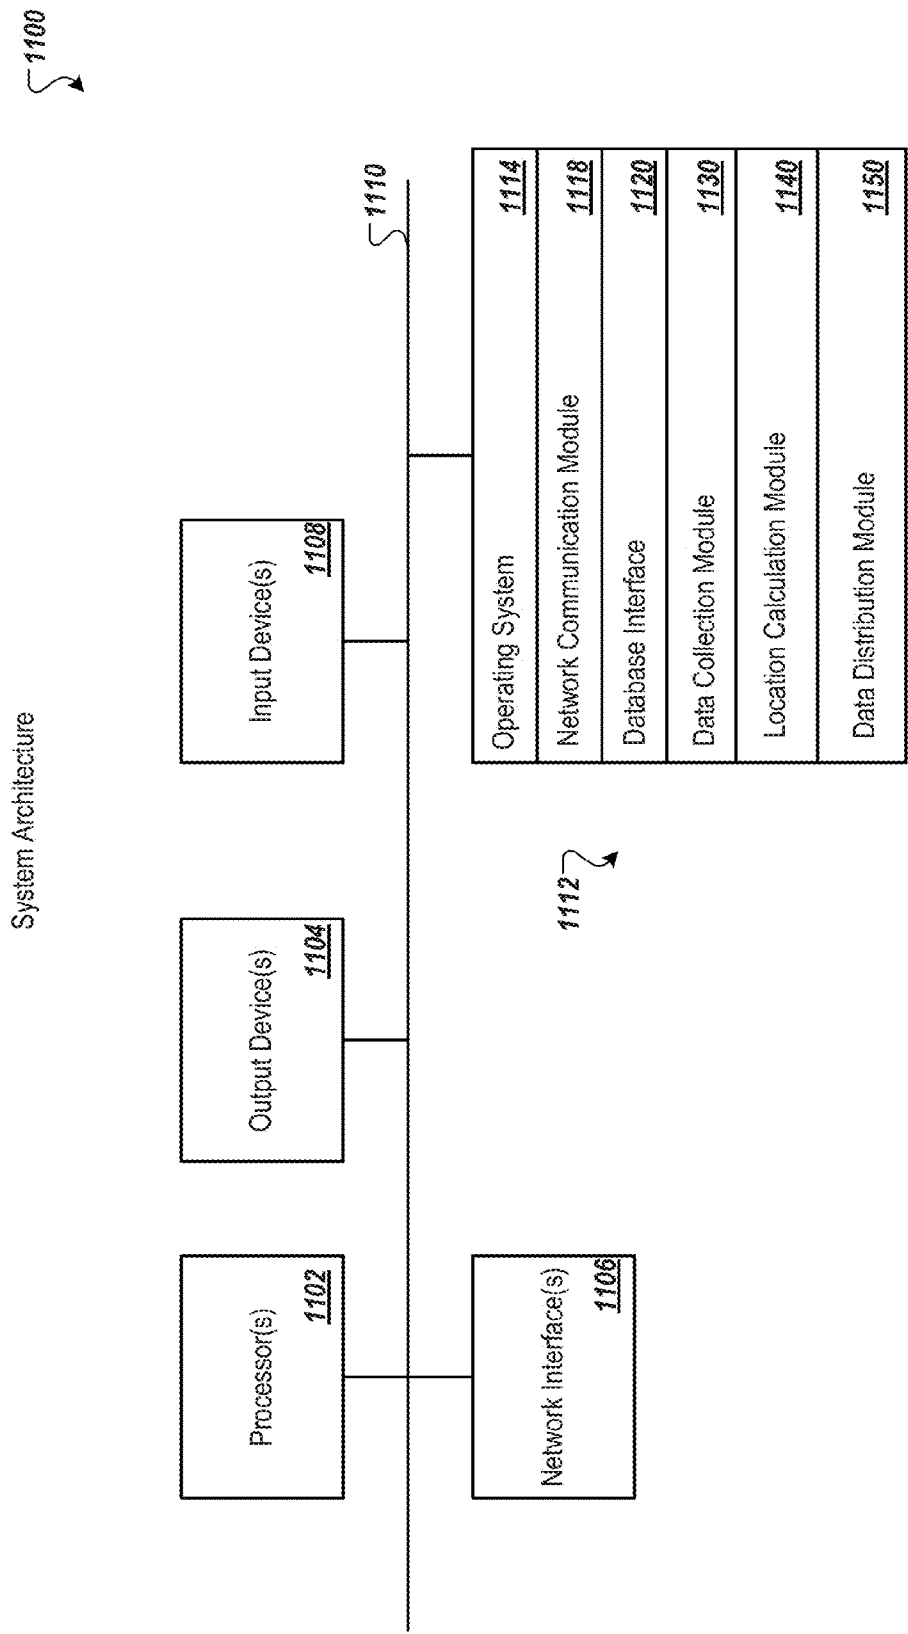 System Architecture
1100
Processor(s)
1102
Output Device(s)
1104
Input Device(s)
1108
1110
Network Interface(s)
1106
1112
Operating System 1114
Network Communication Module 1118
Database Interface 1120
Data Collection Module 1130
Location Calculation Module 1140
Data Distribution Module 1150